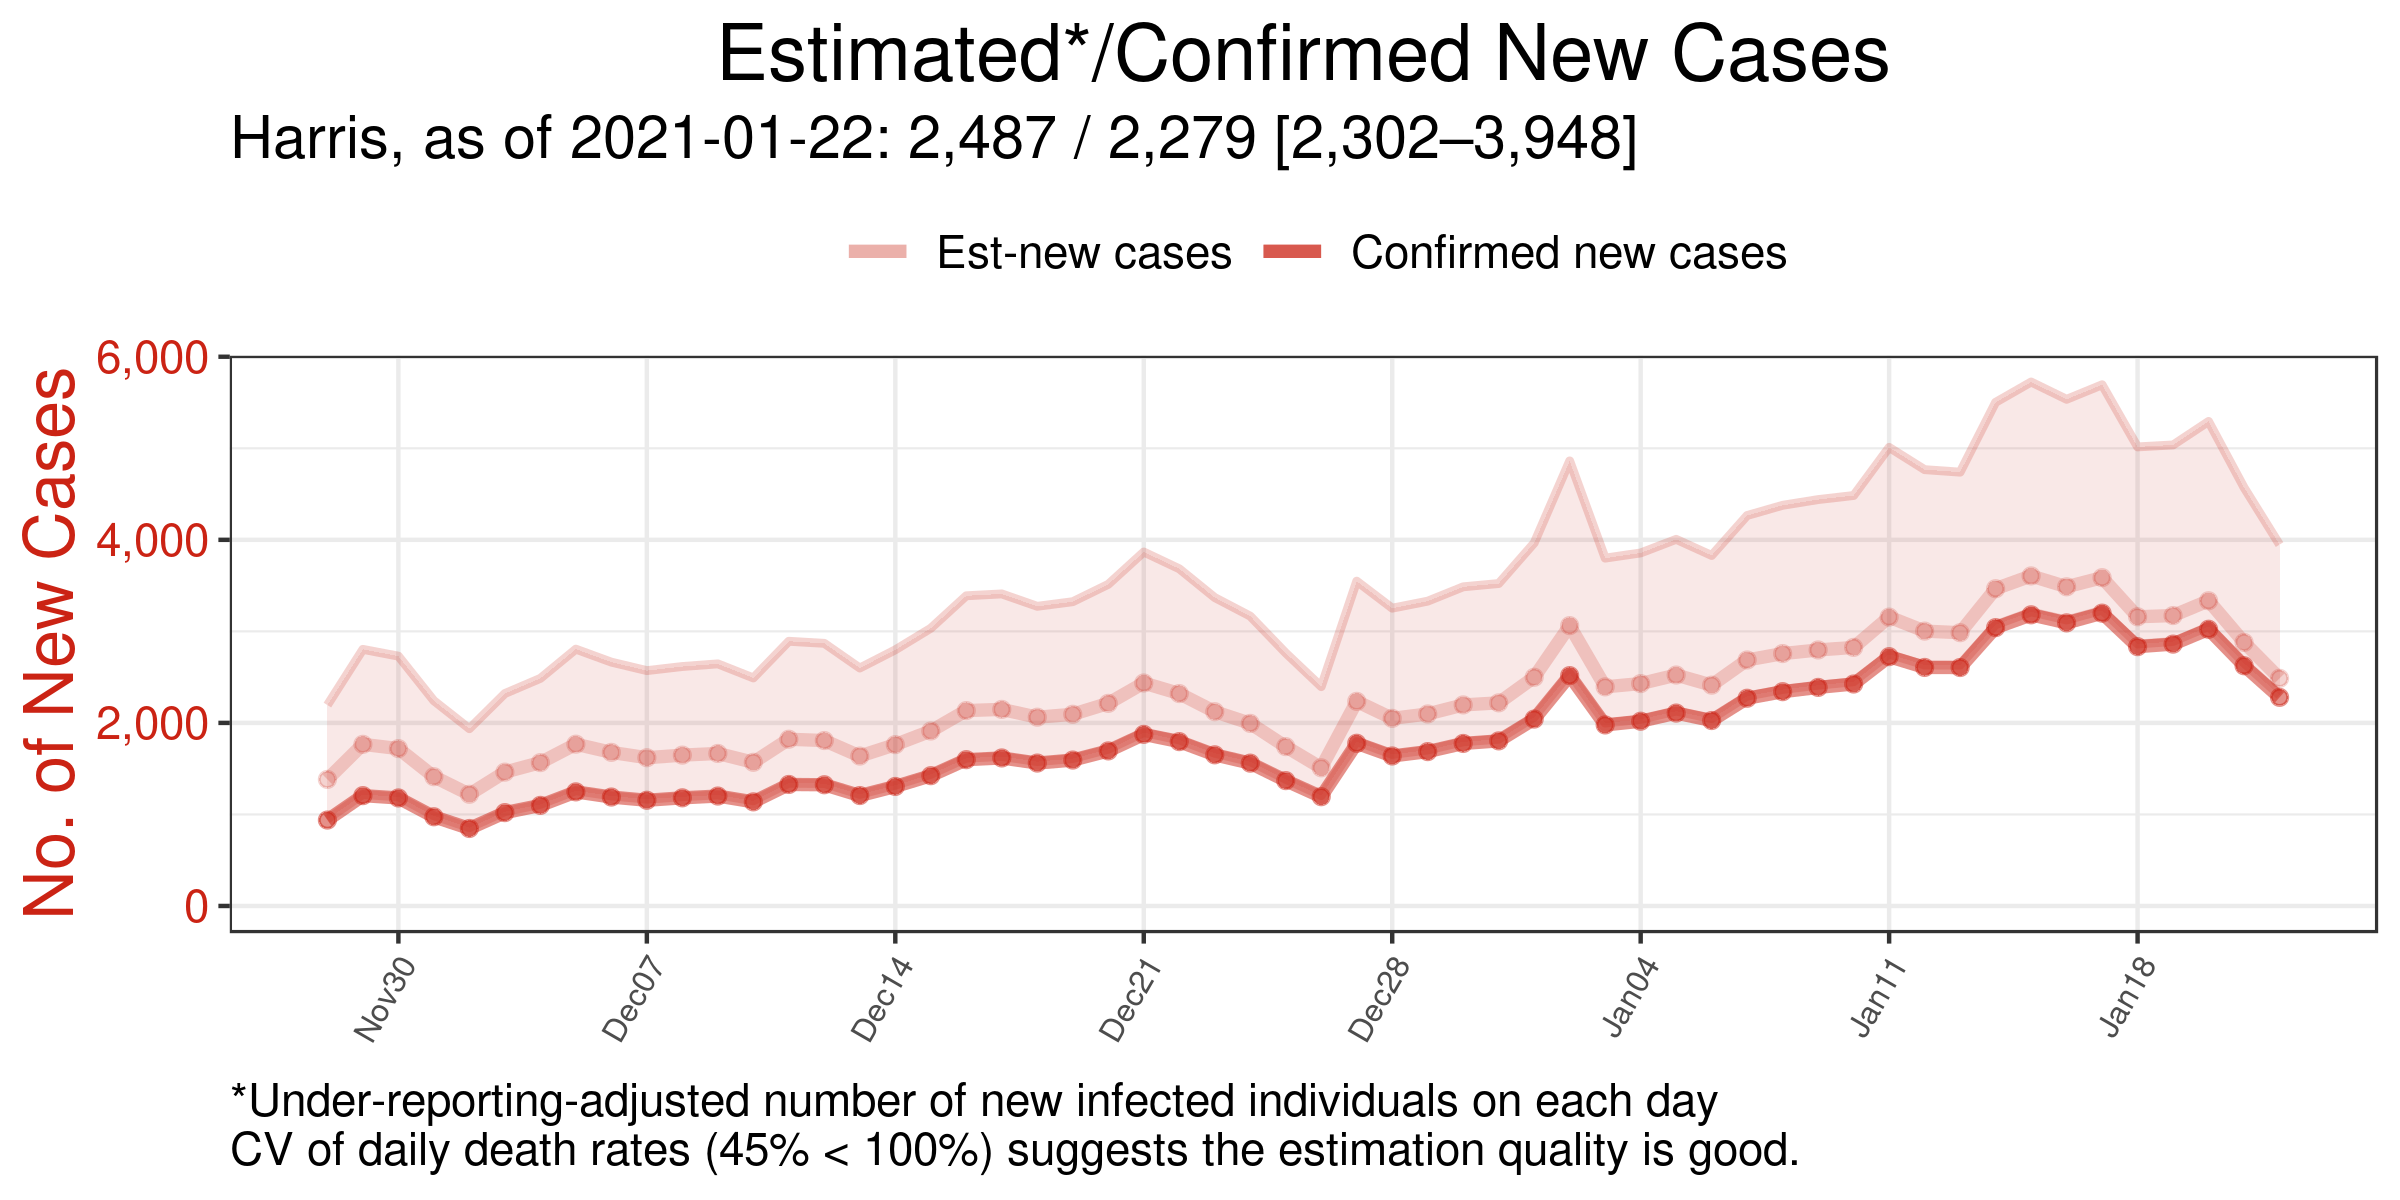 Estimated*/Confirmed New Cases
Harris, as of 2021-01-22: 2,487 / 2,279 [2,302–3,948]
Est-new cases
Confirmed new cases
No. of New Cases
6,000
4,000
2,000
0
Nov30
Dec07
Dec14
Dec21
Dec28
Jan04
Jan11
Jan18
*Under-reporting-adjusted number of new infected individuals on each day
CV of daily death rates (45% < 100%) suggests the estimation quality is good.